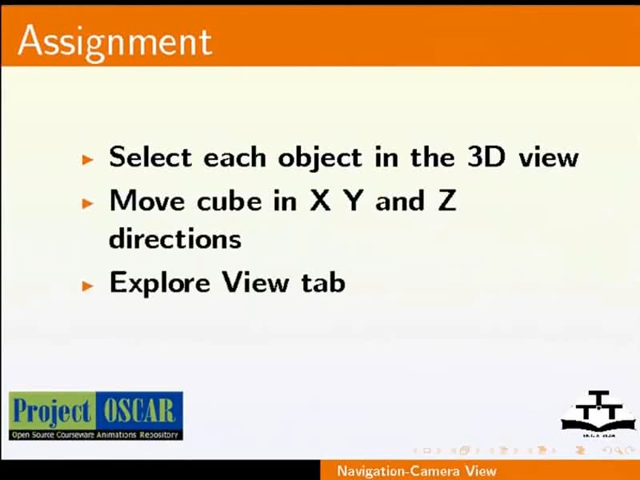 Assignment
Select each object in the 3D view
Move cube in X Y and Z
directions
Explore View tab
Project OSCAR
Open Source Courseware Animations Repository
Navigation-Camera View